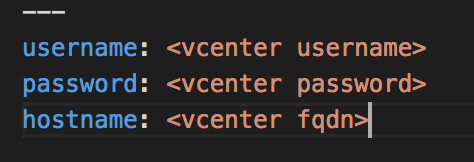 ---
username: <vcenter username>
password: <vcenter password>
hostname: <vcenter fqdn>